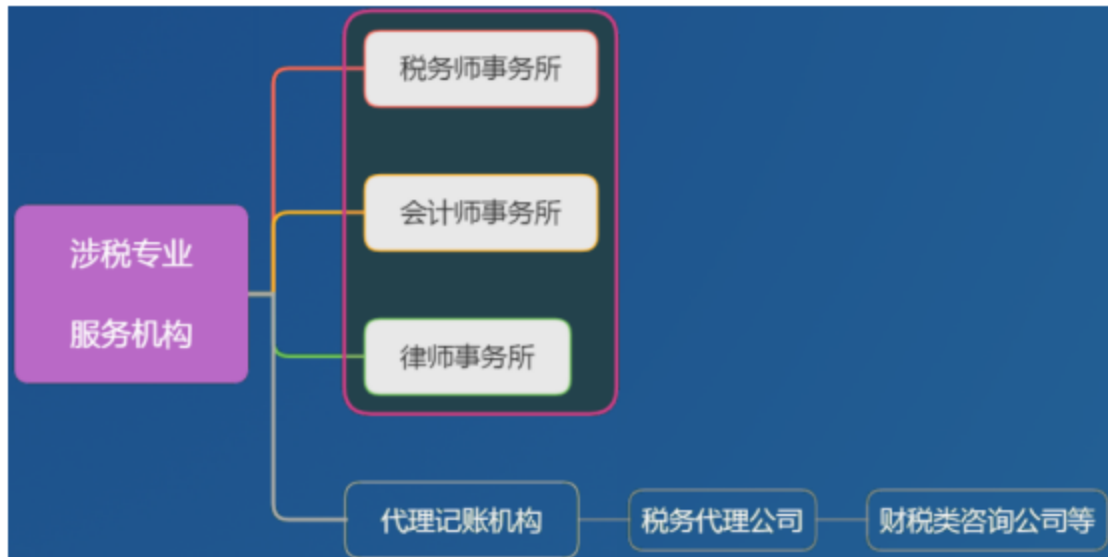 税务师事务所
会计师事务所
涉税专业
服务机构
律师事务所
代理记账机构 税务代理公司 财税类咨询公司等